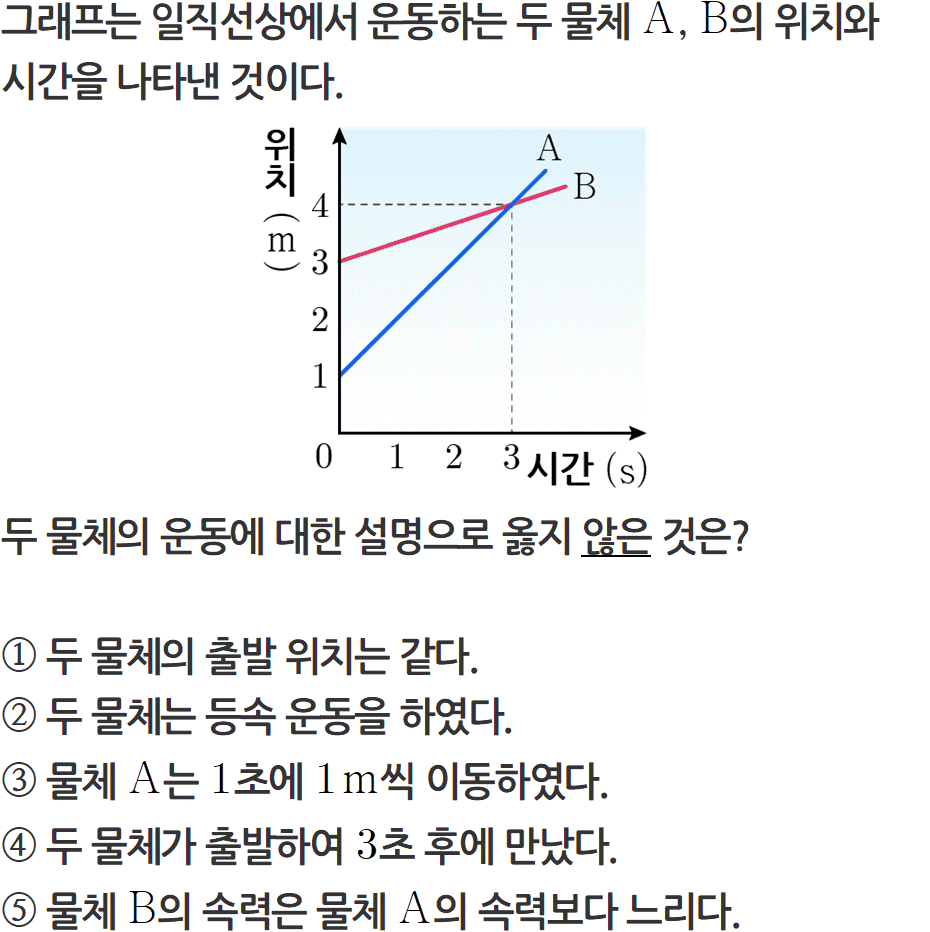 그래프는 일직선상에서 운동하는 두 물체 A, B의 위치와
시간을 나타낸 것이다.
위치(m)
A
B
4
3
2
1
0 1 2 3 시간 (s)
두 물체의 운동에 대한 설명으로 옳지 않은 것은?
① 두 물체의 출발 위치는 같다.
② 두 물체는 등속 운동을 하였다.
③ 물체 A는 1초에 1m씩 이동하였다.
④ 두 물체가 출발하여 3초 후에 만났다.
⑤ 물체 B의 속력은 물체 A의 속력보다 느리다.